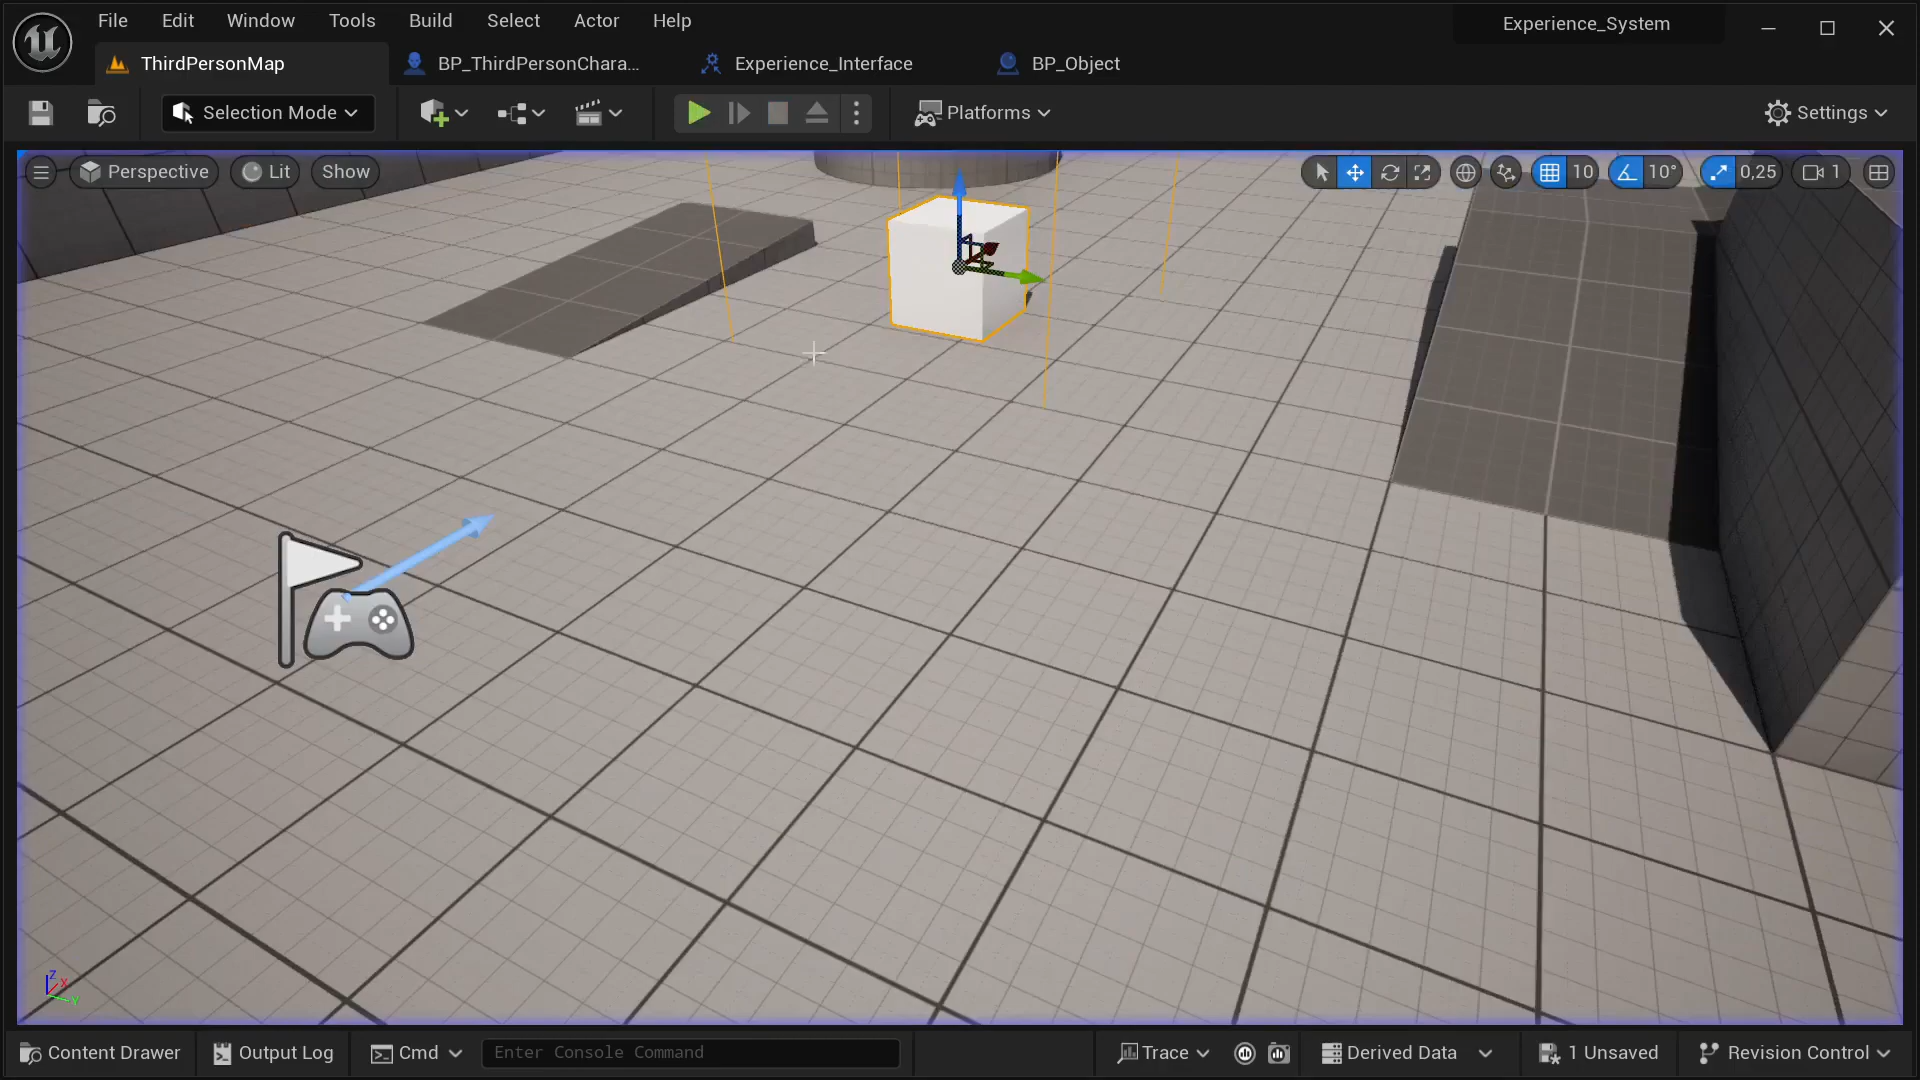 File Edit Window Tools Build Select Actor Help
Experience_System
ThirdPersonMap BP_ThirdPersonChara... Experience_Interface BP_Object
Selection Mode Platforms Settings
Perspective Lit Show 10 10° 0,25 1
Z X
Y
Content Drawer Output Log Cmd Enter Console Command Trace Derived Data 1 Unsaved Revision Control